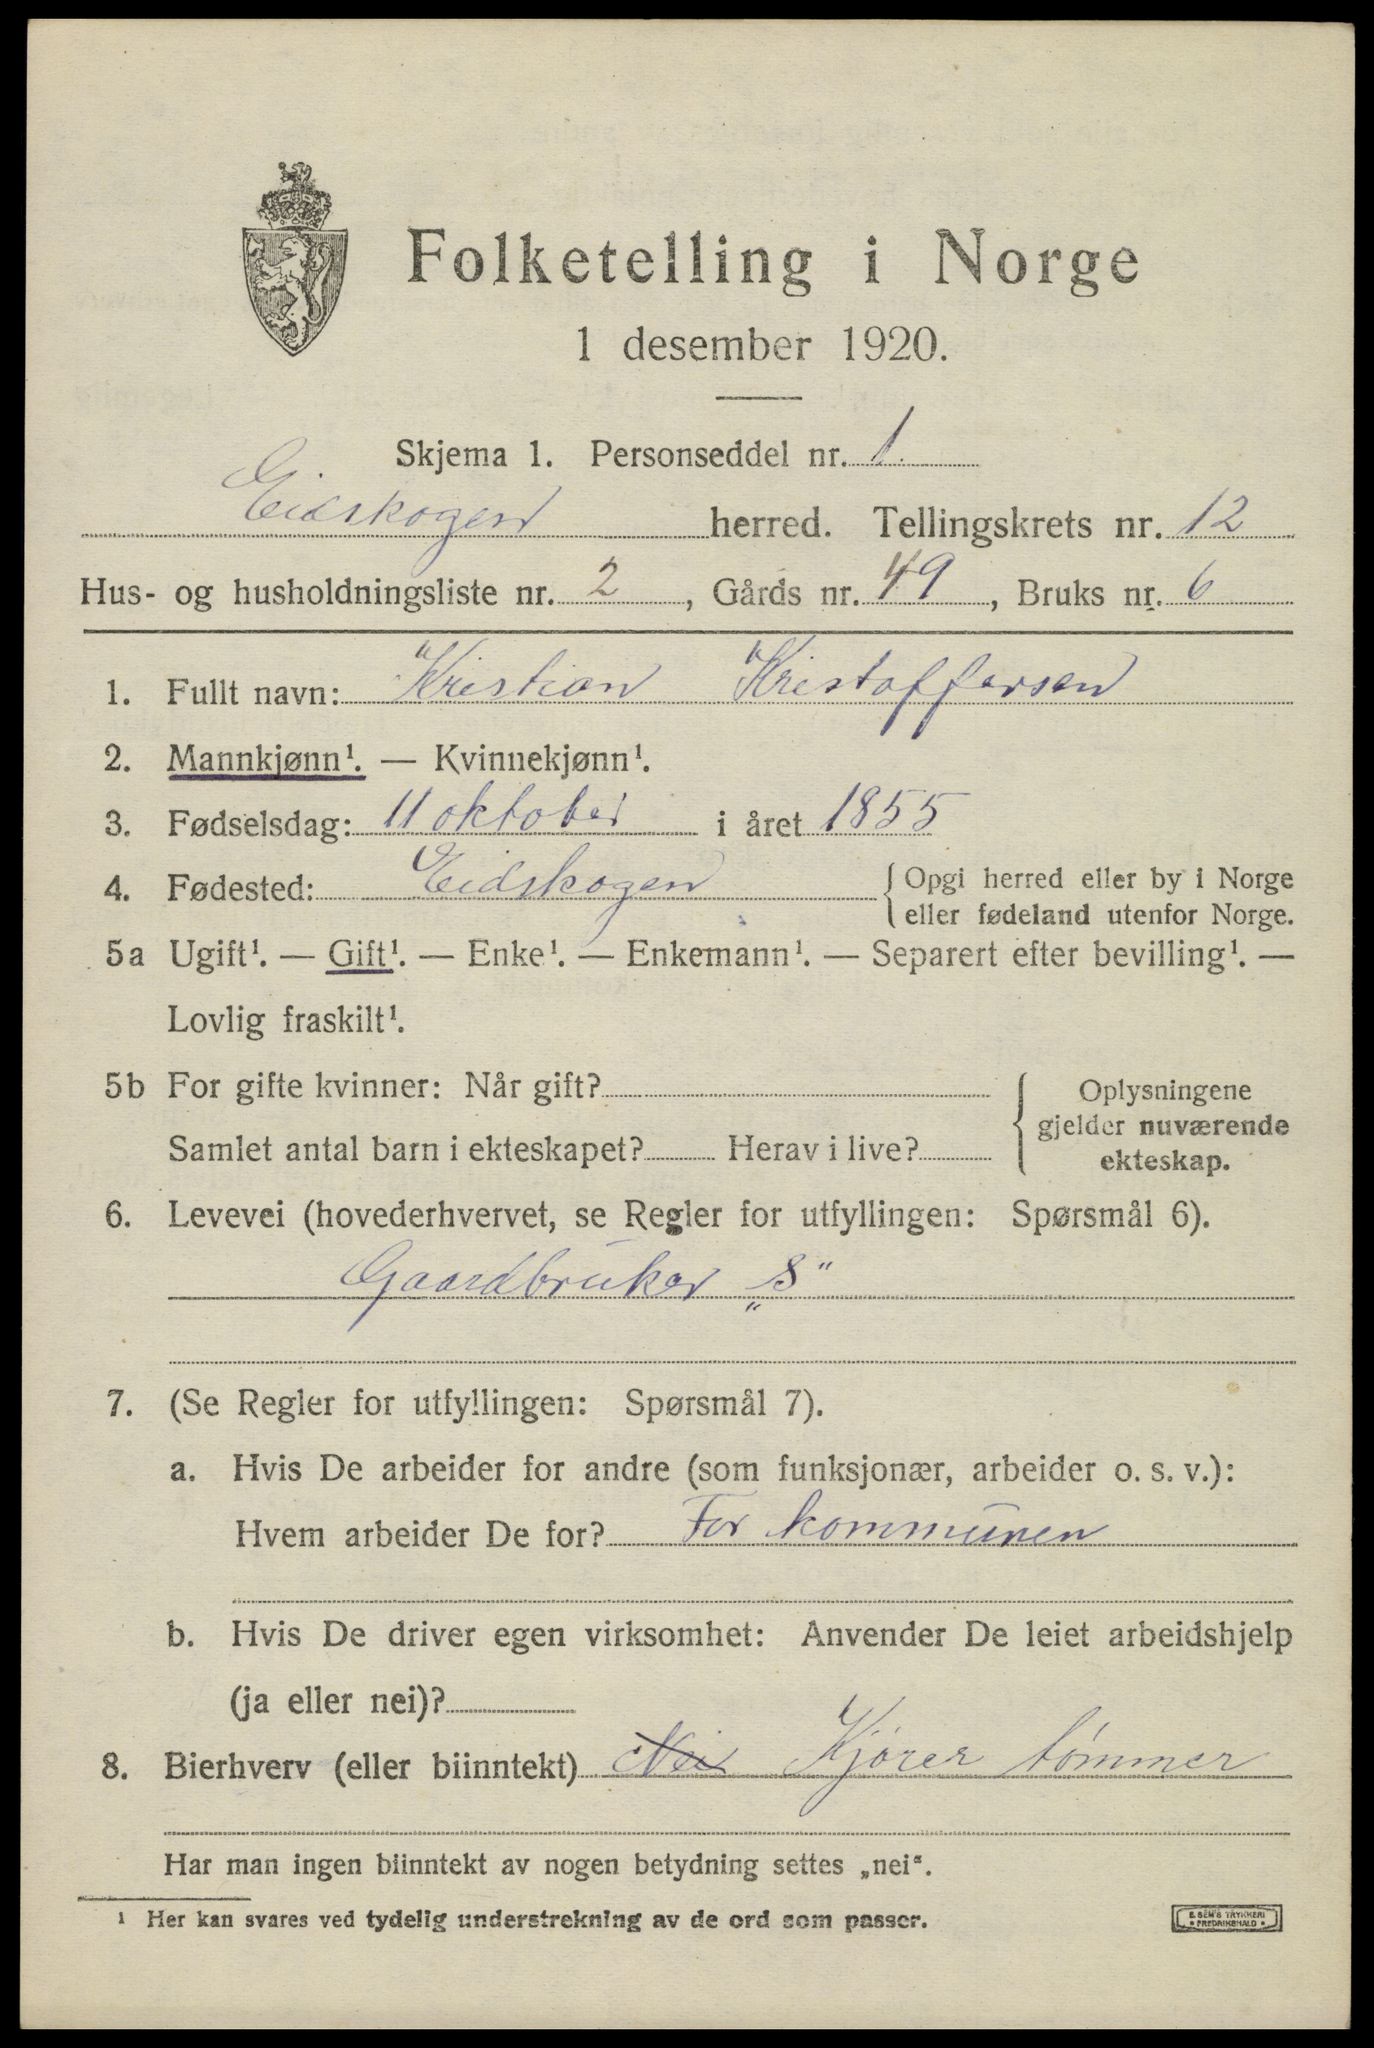 Folketelling i Norge
1 desember 1920.
Skjema 1. Personseddel nr. 1.
Eidskogen herred. Tellingskrets nr. 12
Hus- og husholdningsliste nr. 2, Gårds nr. 49, Bruks nr. 6
1. Fullt navn: Kristian Kristoffersen
2. Mannkjønn¹. — Kvinnekjønn¹.
3. Fødselsdag: 11 oktober i året 1855
4. Fødested: Eidskogen { Opgi herred eller by i Norge
eller fødeland utenfor Norge.
5a Ugift¹. — Gift¹. — Enke¹. — Enkemann¹. — Separert efter bevilling¹. —
Lovlig fraskilt¹.
5b For gifte kvinner: Når gift? { Oplysningene
gjelder nuværende
Samlet antal barn i ekteskapet? Herav i live? ekteskap.
6. Levevei (hovederhvervet, se Regler for utfyllingen: Spørsmål 6).
Gaardbruker „S“
7. (Se Regler for utfyllingen: Spørsmål 7).
a. Hvis De arbeider for andre (som funksjonær, arbeider o. s. v.):
Hvem arbeider De for? For kommunen
b. Hvis De driver egen virksomhet: Anvender De leiet arbeidshjelp
(ja eller nei)?
8. Bierhverv (eller biinntekt) Nei Kjører tømmer
Har man ingen biinntekt av nogen betydning settes „nei“.
¹ Her kan svares ved tydelig understrekning av de ord som passer.
E. SEM'S TRYKKERI
• FREDRIKSHALD •